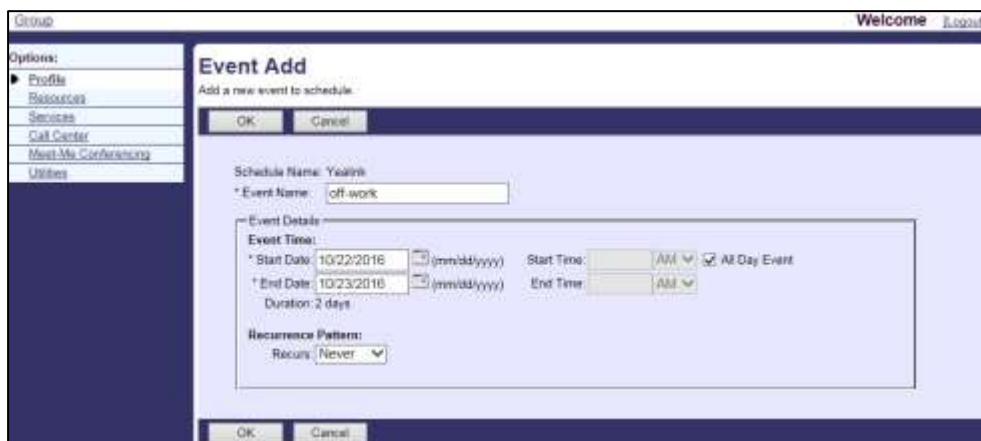 Group Welcome [Logout
Options:
Profile
Resources
Services
Call Center
Meet-Me Conferencing
Utilities
Event Add
Add a new event to schedule.
OK Cancel
Schedule Name: Yealink
* Event Name: off-work
Event Details
Event Time:
* Start Date: 10/22/2016 (mm/dd/yyyy) Start Time: AM All Day Event
* End Date: 10/23/2016 (mm/dd/yyyy) End Time: AM
Duration: 2 days
Recurrence Pattern:
Recurs: Never
OK Cancel